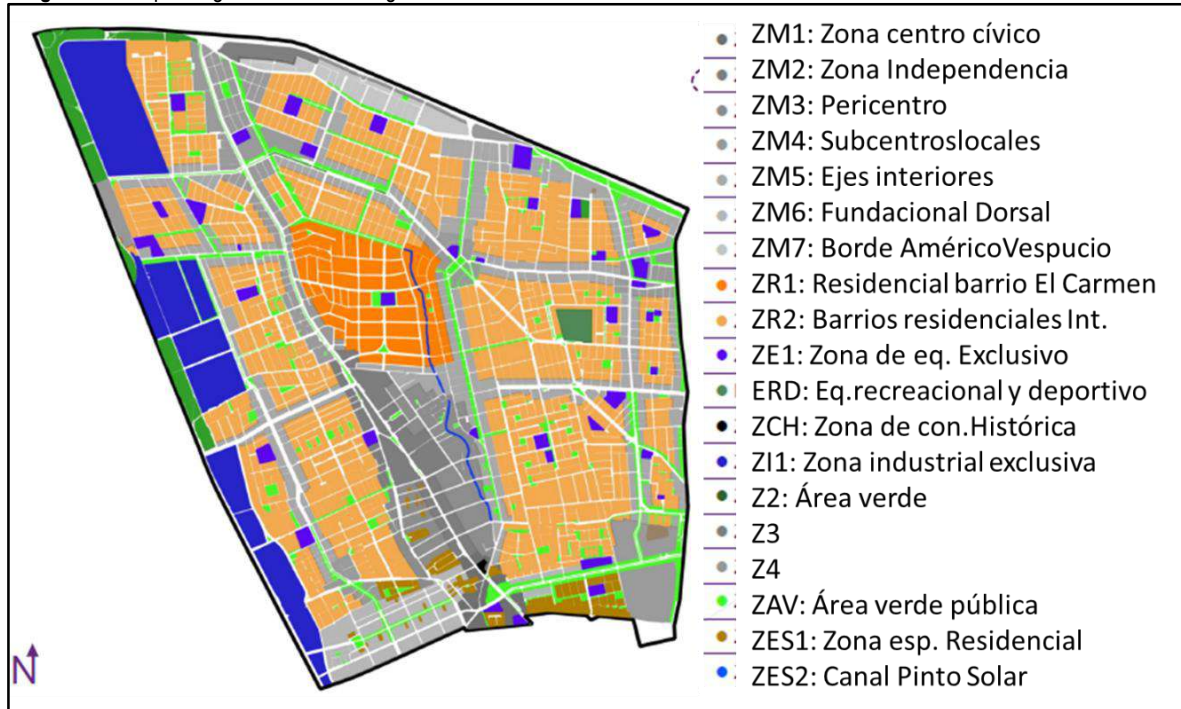 ZM1: Zona centro cívico
ZM2: Zona Independencia
ZM3: Pericentro
ZM4: Subcentroslocales
ZM5: Ejes interiores
ZM6: Fundacional Dorsal
ZM7: Borde AméricoVespucio
ZR1: Residencial barrio El Carmen
ZR2: Barrios residenciales Int.
ZE1: Zona de eq. Exclusivo
ERD: Eq.recreacional y deportivo
ZCH: Zona de con.Histórica
ZI1: Zona industrial exclusiva
Z2: Área verde
Z3
Z4
ZAV: Área verde pública
ZES1: Zona esp. Residencial
ZES2: Canal Pinto Solar
N